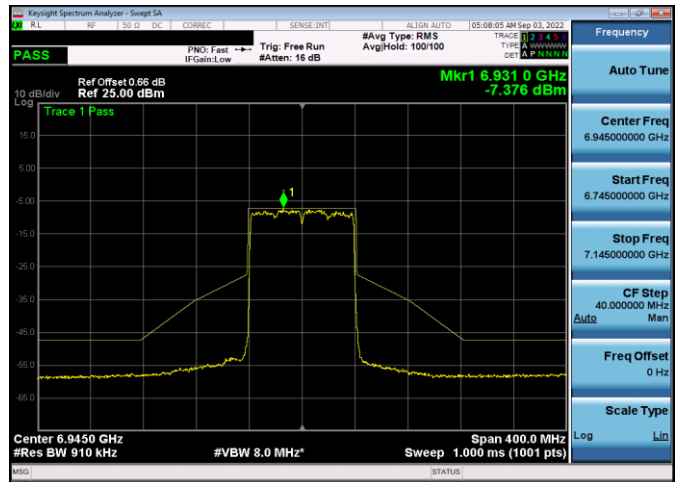 Keysight Spectrum Analyzer - Swept SA
RL RF 50 Ω DC CORREC SENSE:INT ALIGN AUTO 05:08:05 AM Sep 03, 2022
PASS
PNO: Fast
IFGain:Low
Trig: Free Run
#Atten: 16 dB
#Avg Type: RMS
Avg|Hold: 100/100
TRACE 1 2 3 4 5 6
TYPE A WWWWW
DET A P N N N N
Frequency
Auto Tune
Mkr1 6.931 0 GHz
-7.376 dBm
Ref Offset 0.66 dB
10 dB/div Ref 25.00 dBm
Log
Trace 1 Pass
15.0
5.00
-5.00
-15.0
-25.0
-35.0
-45.0
-55.0
-65.0
1
Center Freq
6.945000000 GHz
Start Freq
6.745000000 GHz
Stop Freq
7.145000000 GHz
CF Step
40.000000 MHz
Auto Man
Freq Offset
0 Hz
Scale Type
Log Lin
Center 6.9450 GHz Span 400.0 MHz
#Res BW 910 kHz #VBW 8.0 MHz* Sweep 1.000 ms (1001 pts)
MSG STATUS